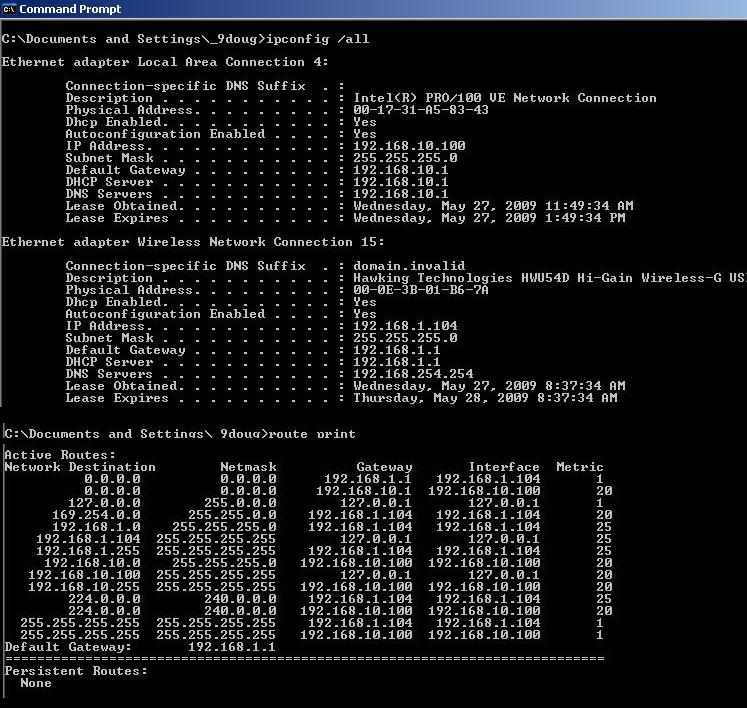 Command Prompt
C:\Documents and Settings\_9doug>ipconfig /all
Ethernet adapter Local Area Connection 4:
Connection-specific DNS Suffix . :
Description . . . . . . . . . . . : Intel(R) PRO/100 VE Network Connection
Physical Address. . . . . . . . . : 00-17-31-A5-83-43
Dhcp Enabled. . . . . . . . . . . : Yes
Autoconfiguration Enabled . . . . : Yes
IP Address. . . . . . . . . . . . : 192.168.10.100
Subnet Mask . . . . . . . . . . . : 255.255.255.0
Default Gateway . . . . . . . . . : 192.168.10.1
DHCP Server . . . . . . . . . . . : 192.168.10.1
DNS Servers . . . . . . . . . . . : 192.168.10.1
Lease Obtained. . . . . . . . . . : Wednesday, May 27, 2009 11:49:34 AM
Lease Expires . . . . . . . . . . : Wednesday, May 27, 2009 1:49:34 PM
Ethernet adapter Wireless Network Connection 15:
Connection-specific DNS Suffix . : domain.invalid
Description . . . . . . . . . . . : Hawking Technologies HWU54D Hi-Gain Wireless-G US
Physical Address. . . . . . . . . : 00-0E-3B-01-B6-7A
Dhcp Enabled. . . . . . . . . . . : Yes
Autoconfiguration Enabled . . . . : Yes
IP Address. . . . . . . . . . . . : 192.168.1.104
Subnet Mask . . . . . . . . . . . : 255.255.255.0
Default Gateway . . . . . . . . . : 192.168.1.1
DHCP Server . . . . . . . . . . . : 192.168.1.1
DNS Servers . . . . . . . . . . . : 192.168.254.254
Lease Obtained. . . . . . . . . . : Wednesday, May 27, 2009 8:37:34 AM
Lease Expires . . . . . . . . . . : Thursday, May 28, 2009 8:37:34 AM
C:\Documents and Settings\_9doug>route print
Active Routes:
Network Destination Netmask Gateway Interface Metric
0.0.0.0 0.0.0.0 192.168.1.1 192.168.1.104 1
0.0.0.0 0.0.0.0 192.168.10.1 192.168.10.100 20
127.0.0.0 255.0.0.0 127.0.0.1 127.0.0.1 1
169.254.0.0 255.255.0.0 192.168.1.104 192.168.1.104 20
192.168.1.0 255.255.255.0 192.168.1.104 192.168.1.104 25
192.168.1.104 255.255.255.255 127.0.0.1 127.0.0.1 25
192.168.1.255 255.255.255.255 192.168.1.104 192.168.1.104 25
192.168.10.0 255.255.255.0 192.168.10.100 192.168.10.100 20
192.168.10.100 255.255.255.255 127.0.0.1 127.0.0.1 20
192.168.10.255 255.255.255.255 192.168.10.100 192.168.10.100 20
224.0.0.0 240.0.0.0 192.168.1.104 192.168.1.104 25
224.0.0.0 240.0.0.0 192.168.10.100 192.168.10.100 20
255.255.255.255 255.255.255.255 192.168.1.104 192.168.1.104 1
255.255.255.255 255.255.255.255 192.168.10.100 192.168.10.100 1
Default Gateway: 192.168.1.1
===========================================================================
Persistent Routes:
None